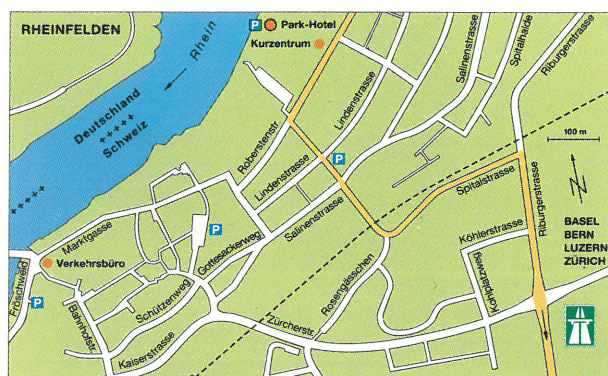 RHEINFELDEN
Rhein
P
Park-Hotel
Kurzentrum
Deutschland
Schweiz
Roberstenstr.
Lindenstrasse
Lindenstrasse
Salinenstrasse
Spitalhalde
Riburgerstrasse
100 m
P
Salinenstrasse
Spitalstrasse
Riburgerstrasse
N
BASEL
BERN
LUZERN
ZÜRICH
Marktgasse
P
Gottesackerweg
Köhlerstrasse
Kohlplatzweg
Verkehrsbüro
Fröschweid
P
Bahnhofstr.
Schützenweg
Kaiserstrasse
Zürcherstr.
Rosengässchen